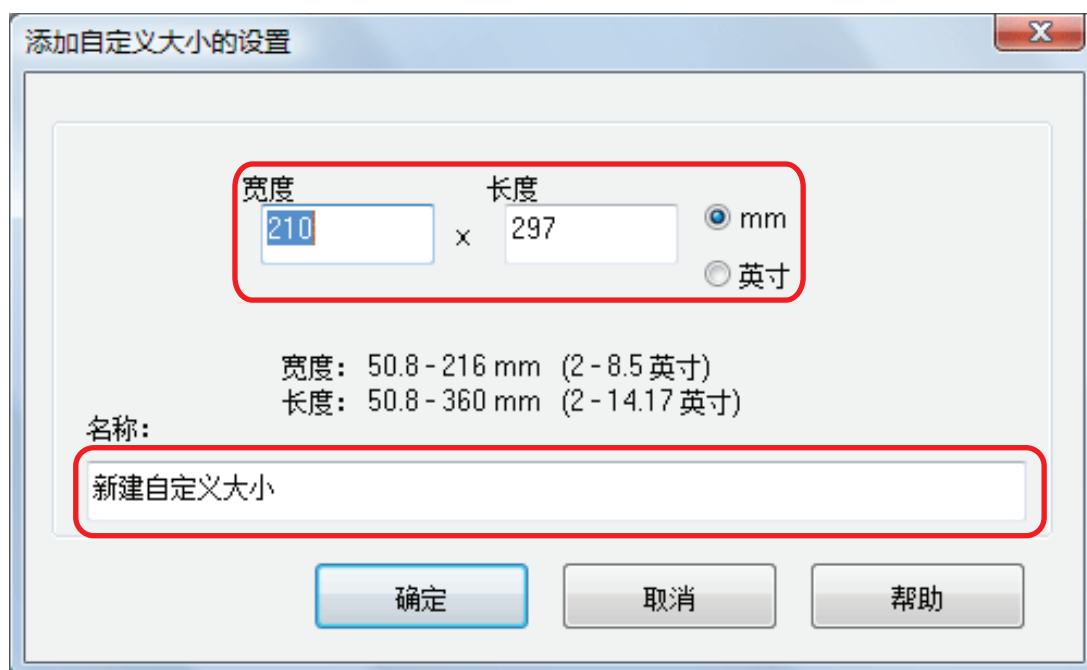 添加自定义大小的设置
宽度 长度
210 x 297 mm
英寸
宽度: 50.8 - 216 mm (2 - 8.5 英寸)
长度: 50.8 - 360 mm (2 - 14.17 英寸)
名称:
新建自定义大小
确定 取消 帮助